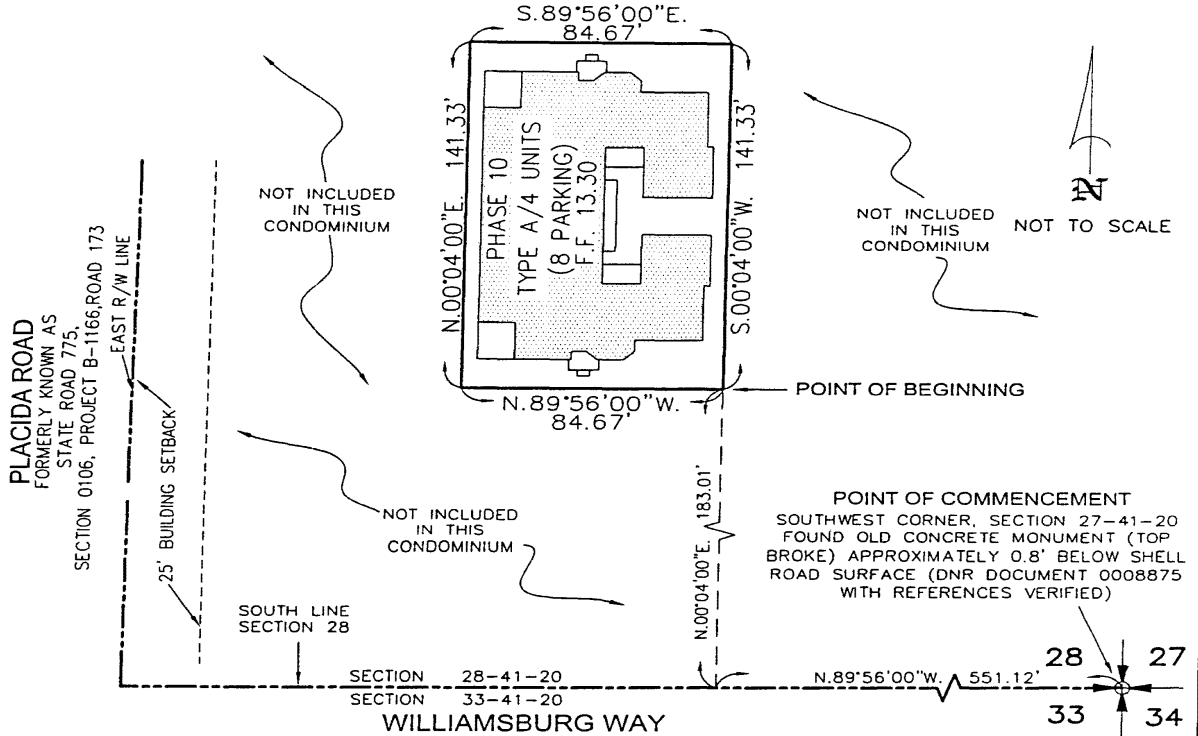 S.89°56'00"E.
84.67'
N.00°04'00"E. 141.33'
PHASE 10
TYPE A/4 UNITS
(8 PARKING)
F.F. 13.30
S.00°04'00"W. 141.33'
N.89°56'00"W.
84.67'
NOT INCLUDED
IN THIS
CONDOMINIUM
NOT INCLUDED
IN THIS
CONDOMINIUM
N
NOT TO SCALE
PLACIDA ROAD
FORMERLY KNOWN AS
STATE ROAD 775,
SECTION 0106, PROJECT B-1166,ROAD 173
EAST R/W LINE
25' BUILDING SETBACK
POINT OF BEGINNING
NOT INCLUDED
IN THIS
CONDOMINIUM
N.00°04'00"E. 183.01'
POINT OF COMMENCEMENT
SOUTHWEST CORNER, SECTION 27-41-20
FOUND OLD CONCRETE MONUMENT (TOP
BROKE) APPROXIMATELY 0.8' BELOW SHELL
ROAD SURFACE (DNR DOCUMENT 0008875
WITH REFERENCES VERIFIED)
SOUTH LINE
SECTION 28
SECTION 28-41-20
SECTION 33-41-20
N.89°56'00"W. 551.12'
28 27
33 34
WILLIAMSBURG WAY